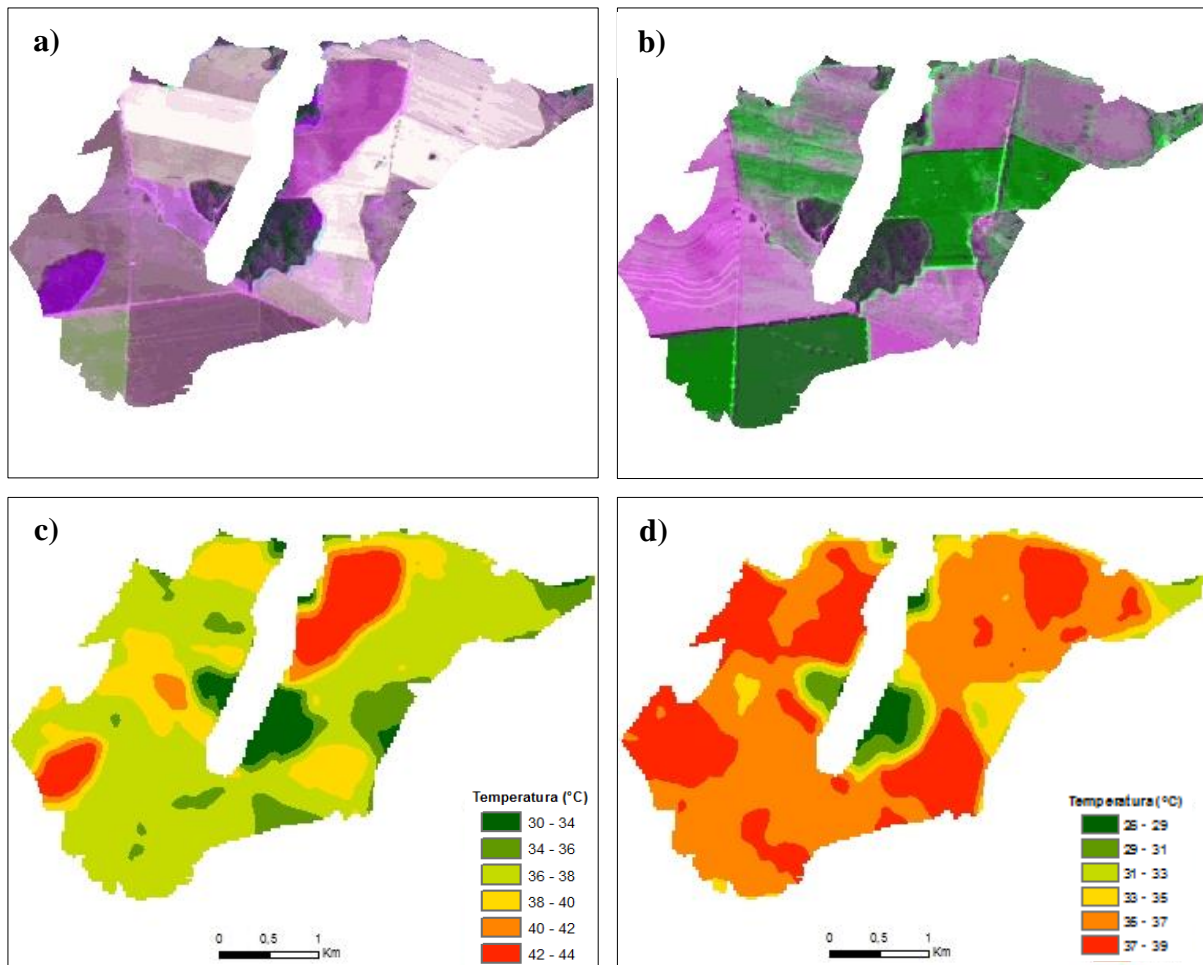 a)
b)
c)
Temperatura (°C)
30 - 34
34 - 36
36 - 38
38 - 40
40 - 42
42 - 44
0 0,5 1
Km
d)
Temperatura (°C)
- 29
29 - 31
31 - 33
33 - 35
35 - 37
37 - 39
0 0,5 1
Km